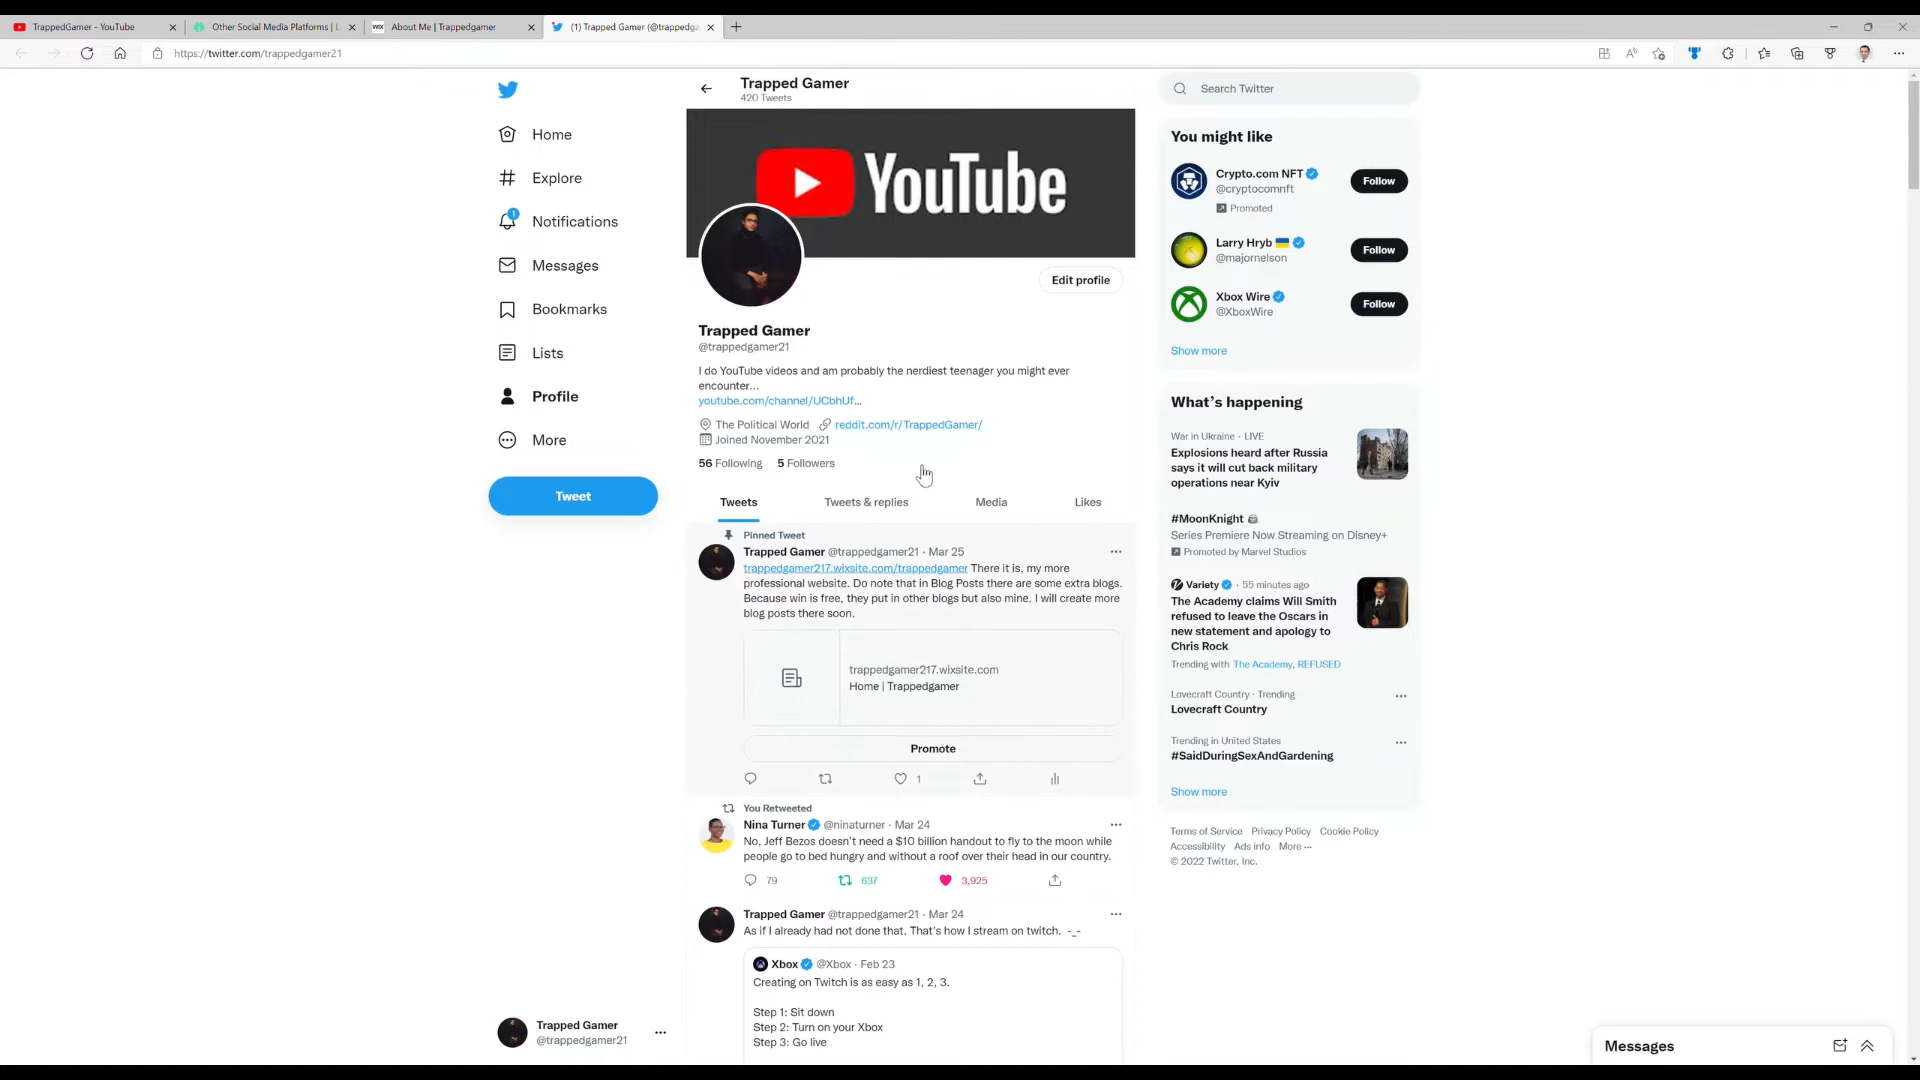 TrappedGamer - YouTube
Other Social Media Platforms |
WIX About Me | Trappedgamer
(1) Trapped Gamer (@trappedga
https://twitter.com/trappedgamer21
Home
Explore
1
Notifications
Messages
Bookmarks
Lists
Profile
More
Tweet
Trapped Gamer
@trappedgamer21
Trapped Gamer
420 Tweets
YouTube
Edit profile
Trapped Gamer
@trappedgamer21
I do YouTube videos and am probably the nerdiest teenager you might ever
encounter...
youtube.com/channel/UCbhUf...
The Political World reddit.com/r/TrappedGamer/
Joined November 2021
56 Following 5 Followers
Tweets Tweets & replies Media Likes
Pinned Tweet
Trapped Gamer @trappedgamer21 · Mar 25
trappedgamer217.wixsite.com/trappedgamer There it is, my more
professional website. Do note that in Blog Posts there are some extra blogs.
Because win is free, they put in other blogs but also mine. I will create more
blog posts there soon.
trappedgamer217.wixsite.com
Home | Trappedgamer
Promote
1
You Retweeted
Nina Turner @ninaturner · Mar 24
No, Jeff Bezos doesn't need a $10 billion handout to fly to the moon while
people go to bed hungry and without a roof over their head in our country.
79 637 3,925
Trapped Gamer @trappedgamer21 · Mar 24
As if I already had not done that. That's how I stream on twitch. -_-
Xbox @Xbox · Feb 23
Creating on Twitch is as easy as 1, 2, 3.
Step 1: Sit down
Step 2: Turn on your Xbox
Step 3: Go live
Search Twitter
You might like
Crypto.com NFT
@cryptocomnft
Promoted
Follow
Larry Hryb
@majornelson
Follow
Xbox Wire
@XboxWire
Follow
Show more
What's happening
War in Ukraine · LIVE
Explosions heard after Russia
says it will cut back military
operations near Kyiv
#MoonKnight
Series Premiere Now Streaming on Disney+
Promoted by Marvel Studios
Variety · 55 minutes ago
The Academy claims Will Smith
refused to leave the Oscars in
new statement and apology to
Chris Rock
Trending with The Academy, REFUSED
Lovecraft Country · Trending
Lovecraft Country
Trending in United States
#SaidDuringSexAndGardening
Show more
Terms of Service Privacy Policy Cookie Policy
Accessibility Ads info More ···
© 2022 Twitter, Inc.
Messages